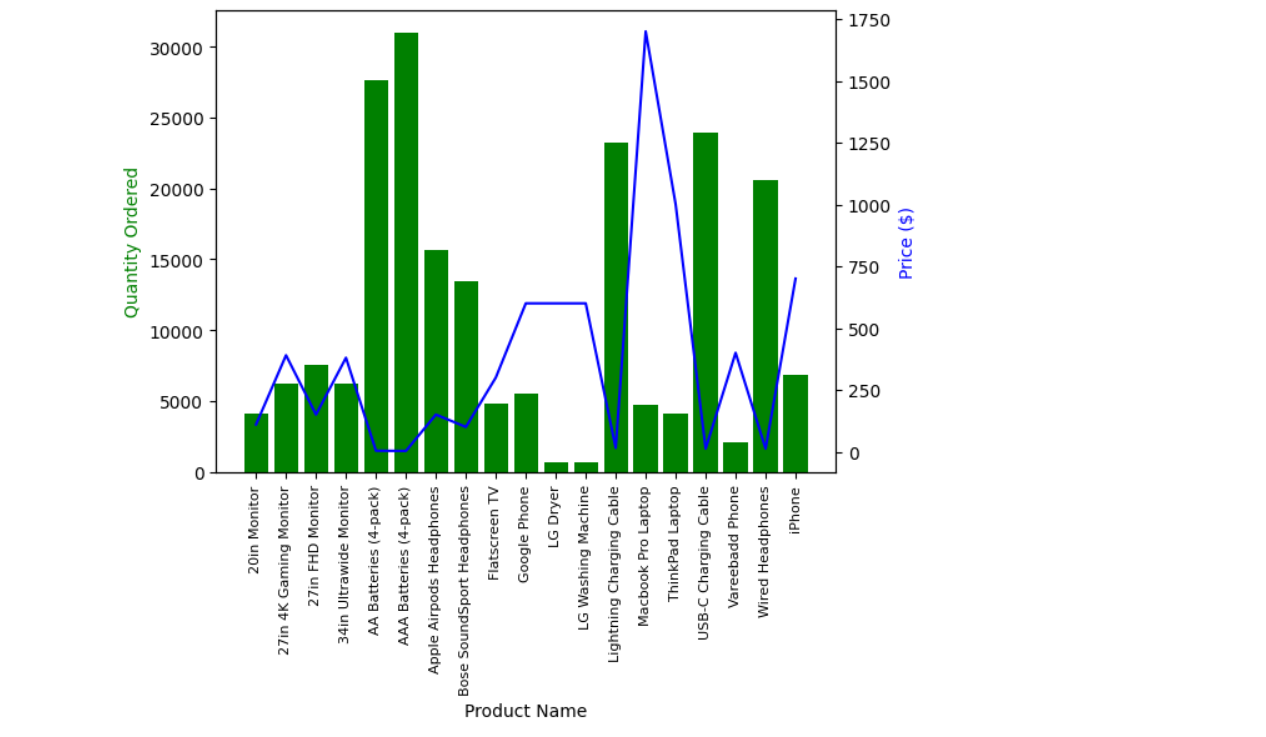 30000
25000
20000
15000
10000
5000
0
Quantity Ordered
1750
1500
1250
1000
750
500
250
0
Price ($)
20in Monitor
27in 4K Gaming Monitor
27in FHD Monitor
34in Ultrawide Monitor
AA Batteries (4-pack)
AAA Batteries (4-pack)
Apple Airpods Headphones
Bose SoundSport Headphones
Flatscreen TV
Google Phone
LG Dryer
LG Washing Machine
Lightning Charging Cable
Macbook Pro Laptop
ThinkPad Laptop
USB-C Charging Cable
Vareebadd Phone
Wired Headphones
iPhone
Product Name